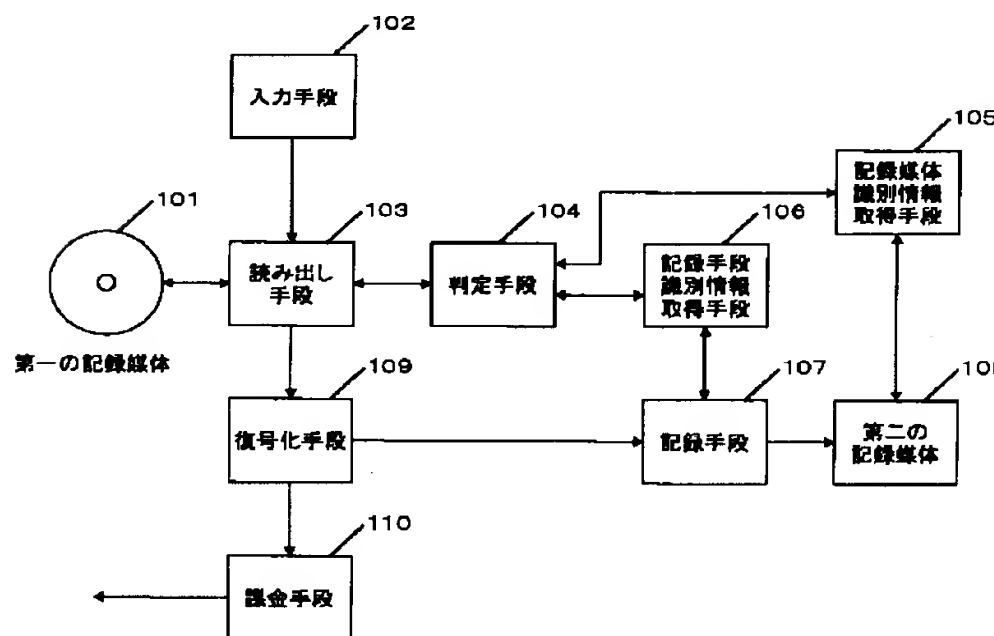 102
入力手段
105
記録媒体
識別情報
取得手段
101
103
読み出し
手段
104
判定手段
106
記録手段
識別情報
取得手段
第一の記録媒体
109
復号化手段
107
記録手段
第二の
記録媒体
110
課金手段